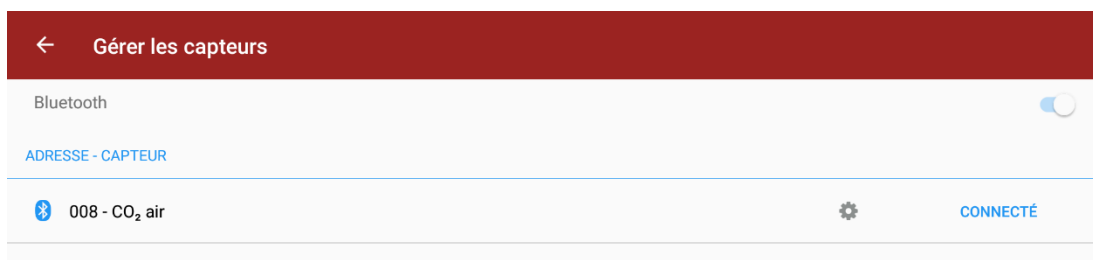 Gérer les capteurs
Bluetooth
ADRESSE - CAPTEUR
008 - CO₂ air CONNECTÉ